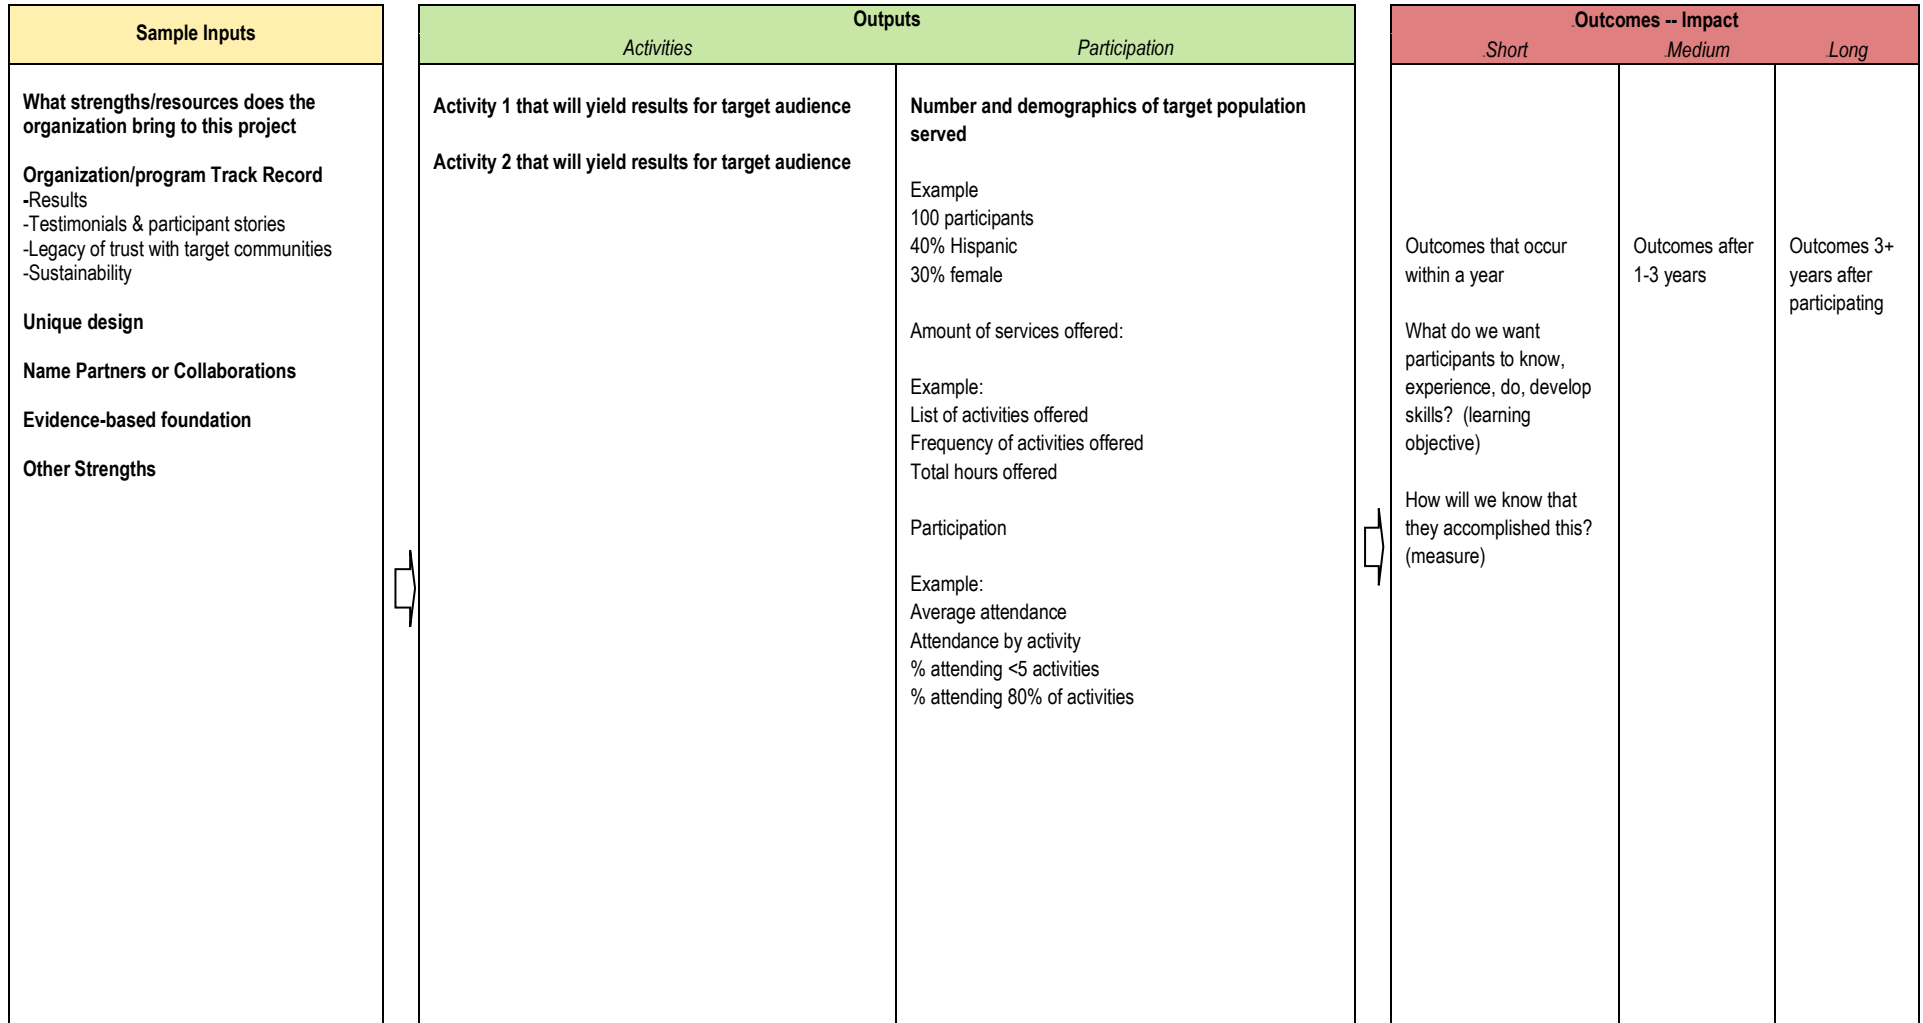 Sample Inputs
What strengths/resources does the
organization bring to this project
Organization/program Track Record
-Results
-Testimonials & participant stories
-Legacy of trust with target communities
-Sustainability
Unique design
Name Partners or Collaborations
Evidence-based foundation
Other Strengths
Outputs
Activities
Participation
Activity 1 that will yield results for target audience
Activity 2 that will yield results for target audience
Number and demographics of target population
served
Example
100 participants
40% Hispanic
30% female
Amount of services offered:
Example:
List of activities offered
Frequency of activities offered
Total hours offered
Participation
Example:
Average attendance
Attendance by activity
% attending <5 activities
% attending 80% of activities
Outcomes -- Impact
Short
Medium
Long
Outcomes that occur
within a year
What do we want
participants to know,
experience, do, develop
skills?  (learning
objective)
How will we know that
they accomplished this?
(measure)
Outcomes after
1-3 years
Outcomes 3+
years after
participating